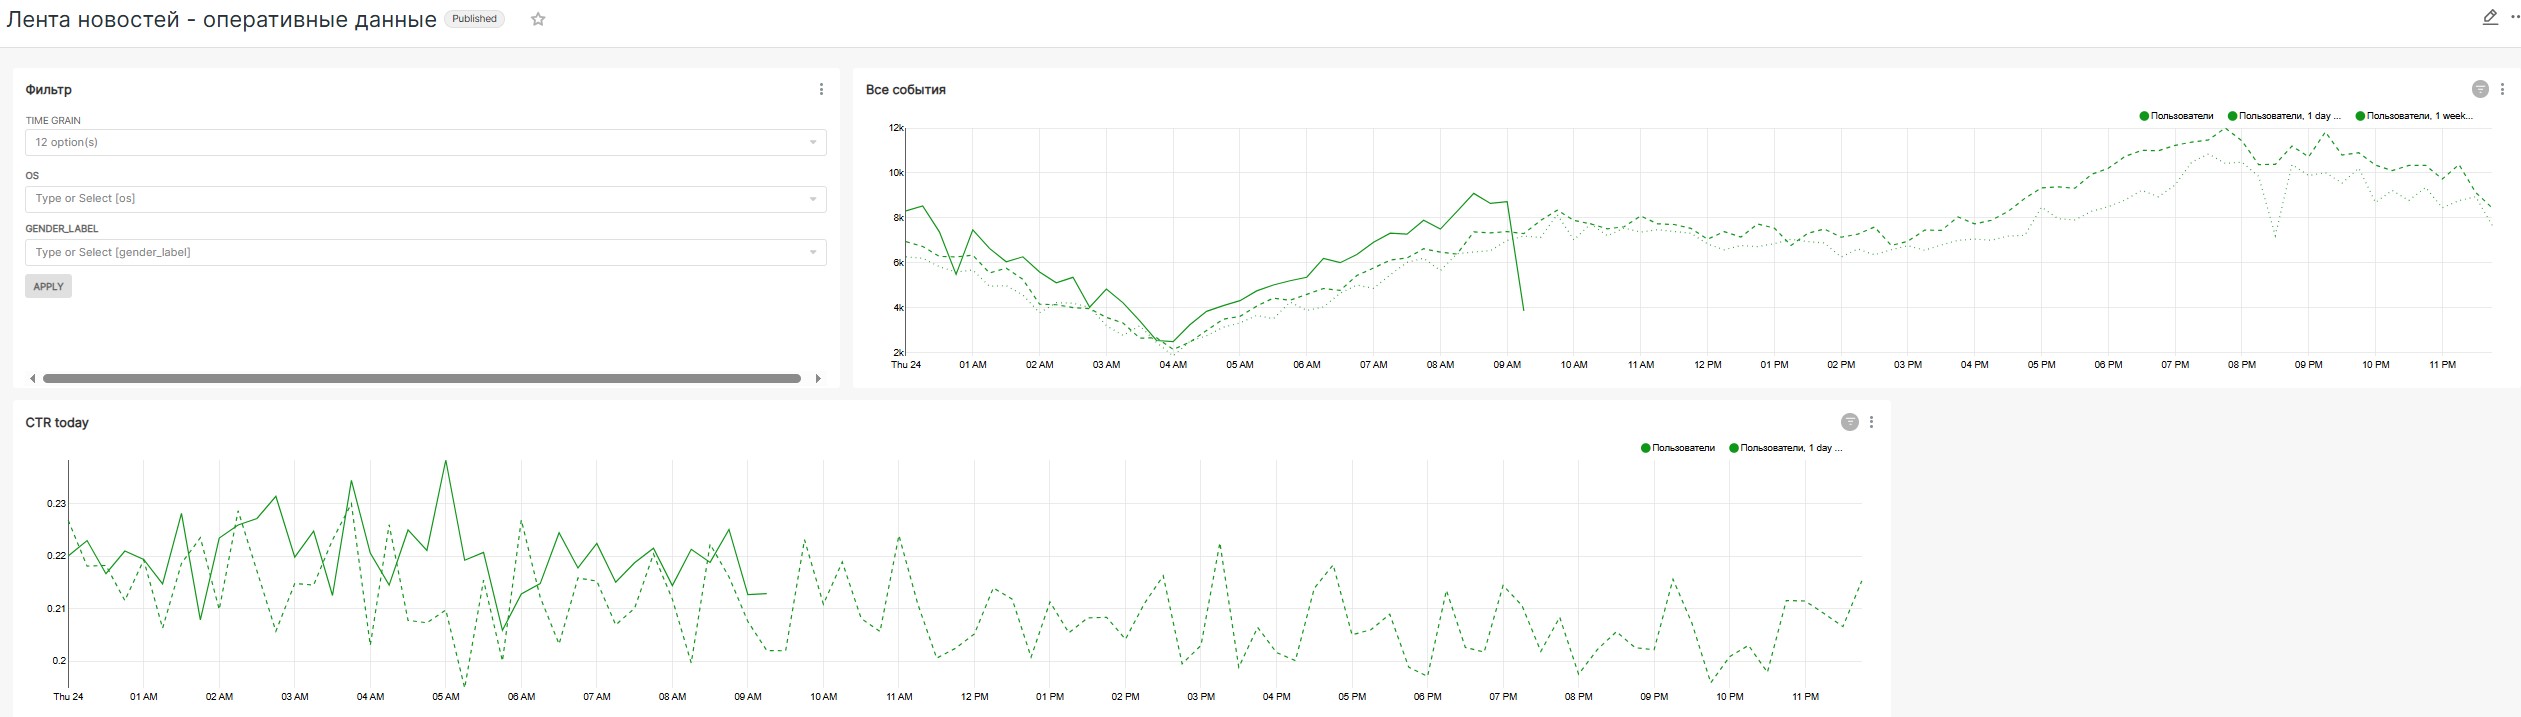 Лента новостей - оперативные данные Published
Фильтр
TIME GRAIN
12 option(s)
OS
Type or Select [os]
GENDER_LABEL
Type or Select [gender_label]
APPLY
Все события
Пользователи Пользователи, 1 day ... Пользователи, 1 week...
12k
10k
8k
6k
4k
2k
Thu 24 01 AM 02 AM 03 AM 04 AM 05 AM 06 AM 07 AM 08 AM 09 AM 10 AM 11 AM 12 PM 01 PM 02 PM 03 PM 04 PM 05 PM 06 PM 07 PM 08 PM 09 PM 10 PM 11 PM
CTR today
Пользователи Пользователи, 1 day ...
0.23
0.22
0.21
0.2
Thu 24 01 AM 02 AM 03 AM 04 AM 05 AM 06 AM 07 AM 08 AM 09 AM 10 AM 11 AM 12 PM 01 PM 02 PM 03 PM 04 PM 05 PM 06 PM 07 PM 08 PM 09 PM 10 PM 11 PM